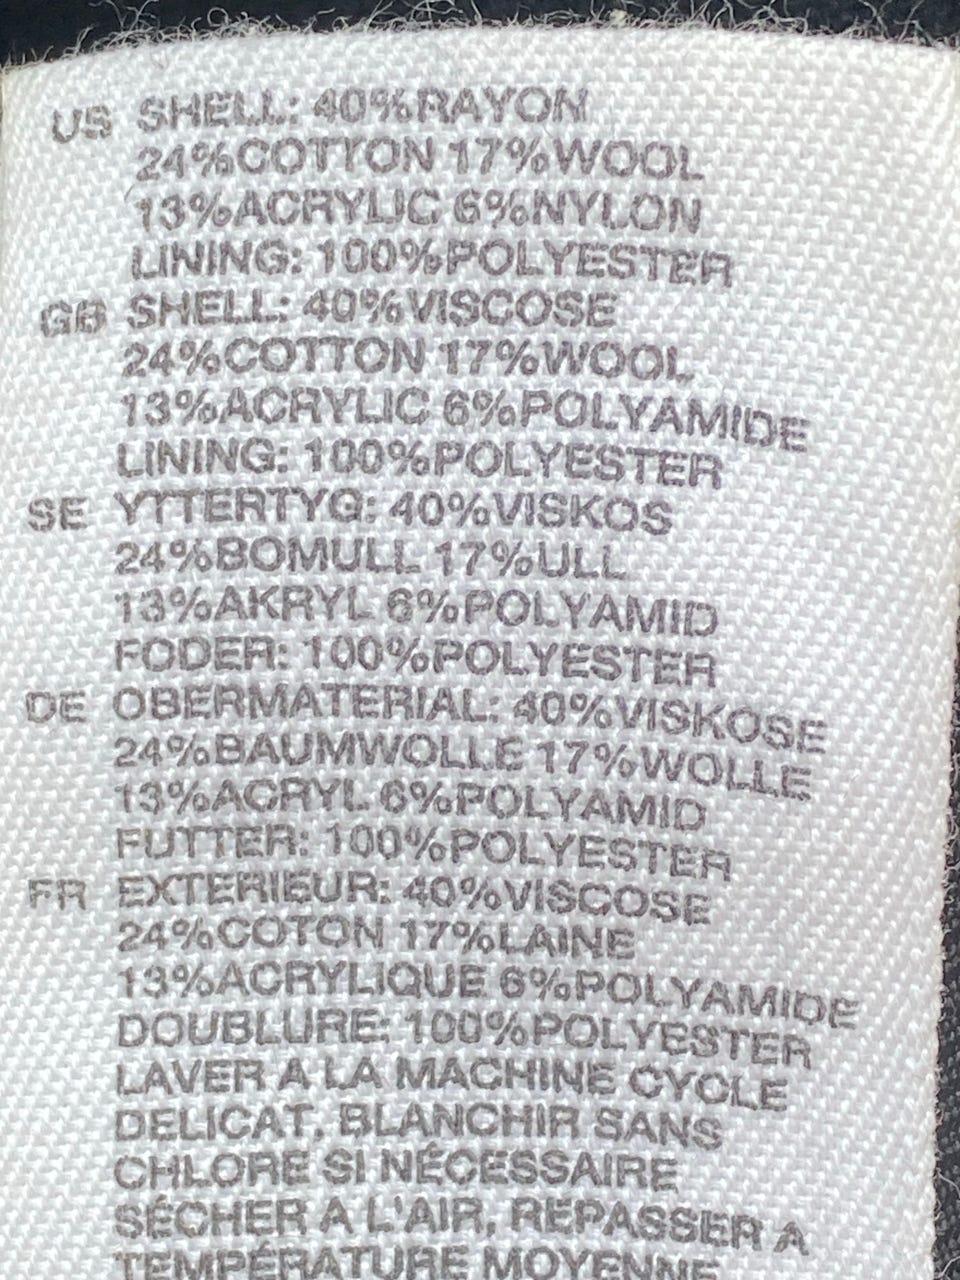 US SHELL: 40%RAYON
24%COTTON 17%WOOL
13%ACRYLIC 6%NYLON
LINING: 100%POLYESTER
GB SHELL: 40%VISCOSE
24%COTTON 17%WOOL
13%ACRYLIC 6%POLYAMIDE
LINING: 100%POLYESTER
SE YTTERTYG: 40%VISKOS
24%BOMULL 17%ULL
13%AKRYL 6%POLYAMID
FODER: 100%POLYESTER
DE OBERMATERIAL: 40%VISKOSE
24%BAUMWOLLE 17%WOLLE
13%ACRYL 6%POLYAMID
FUTTER: 100%POLYESTER
FR EXTERIEUR: 40%VISCOSE
24%COTON 17%LAINE
13%ACRYLIQUE 6%POLYAMIDE
DOUBLURE: 100%POLYESTER
LAVER A LA MACHINE CYCLE
DELICAT, BLANCHIR SANS
CHLORE SI NÉCESSAIRE
SÉCHER A L'AIR, REPASSER A
TEMPÉRATURE MOYENNE